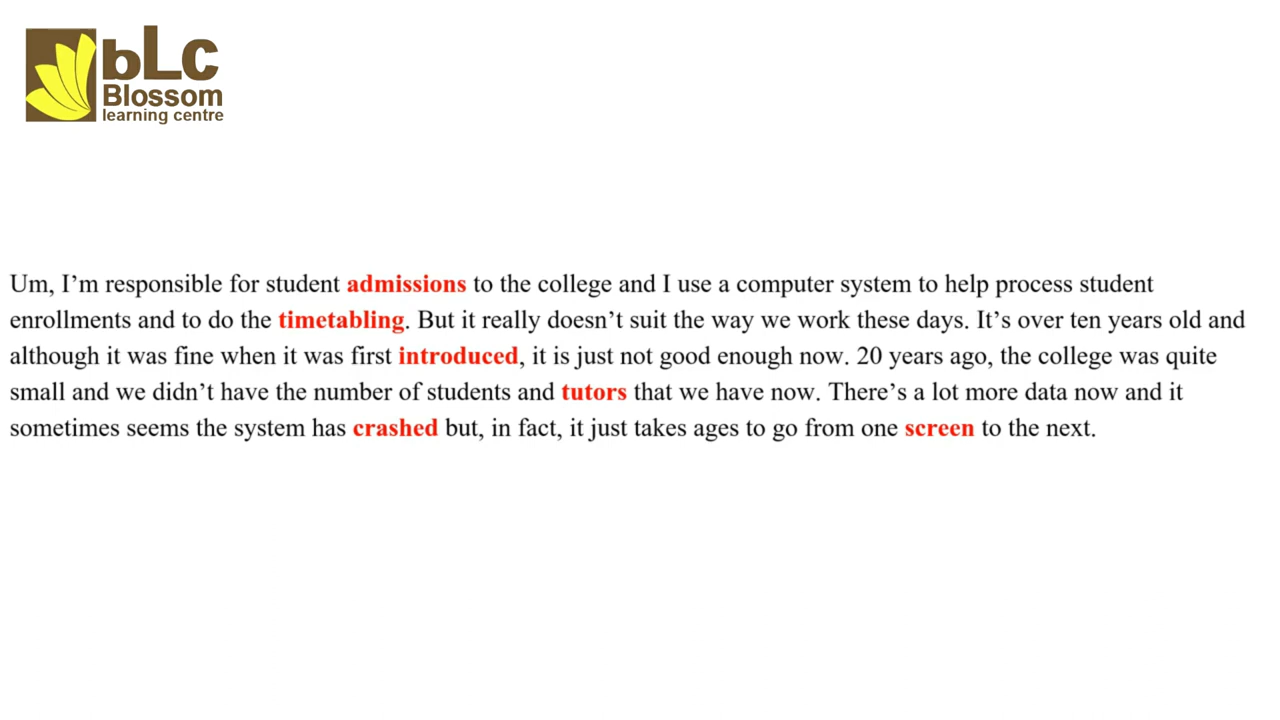 bLc
Blossom
learning centre
Um, I’m responsible for student admissions to the college and I use a computer system to help process student
enrollments and to do the timetabling. But it really doesn’t suit the way we work these days. It’s over ten years old and
although it was fine when it was first introduced, it is just not good enough now. 20 years ago, the college was quite
small and we didn’t have the number of students and tutors that we have now. There’s a lot more data now and it
sometimes seems the system has crashed but, in fact, it just takes ages to go from one screen to the next.